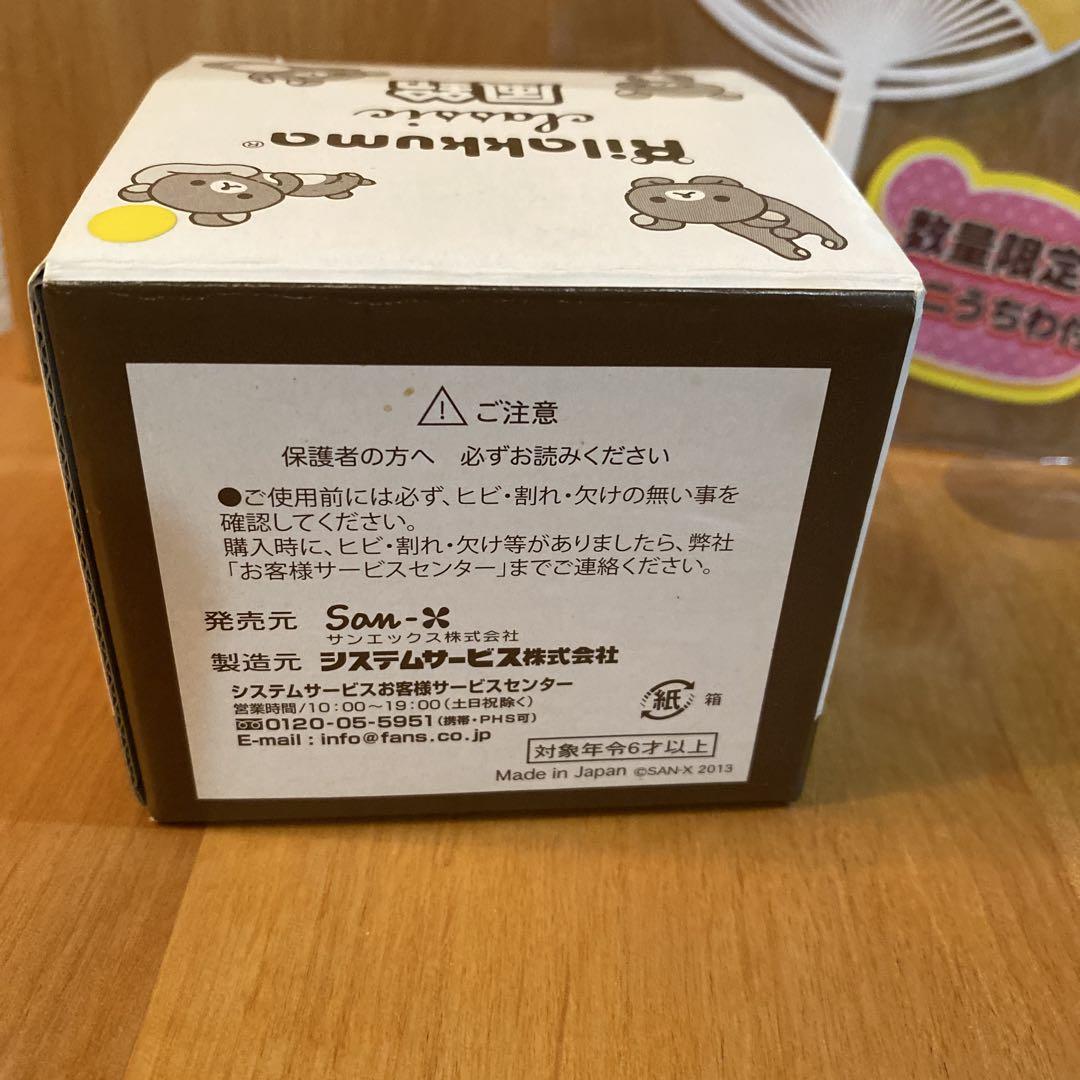 Rilakkuma®
classic
風鈴
ご注意
保護者の方へ 必ずお読みください
●ご使用前には必ず、ヒビ・割れ・欠けの無い事を
確認してください。
購入時に、ヒビ・割れ・欠け等がありましたら、弊社
「お客様サービスセンター」までご連絡ください。
発売元 San-X
サンエックス株式会社
製造元 システムサービス株式会社
システムサービスお客様サービスセンター
営業時間/10:00～19:00(土日祝除く)
0120-05-5951(携帯・PHS可)
E-mail : info@fans.co.jp
紙 箱
対象年令6才以上
Made in Japan ©SAN-X 2013
数量限定
ニうちわ付